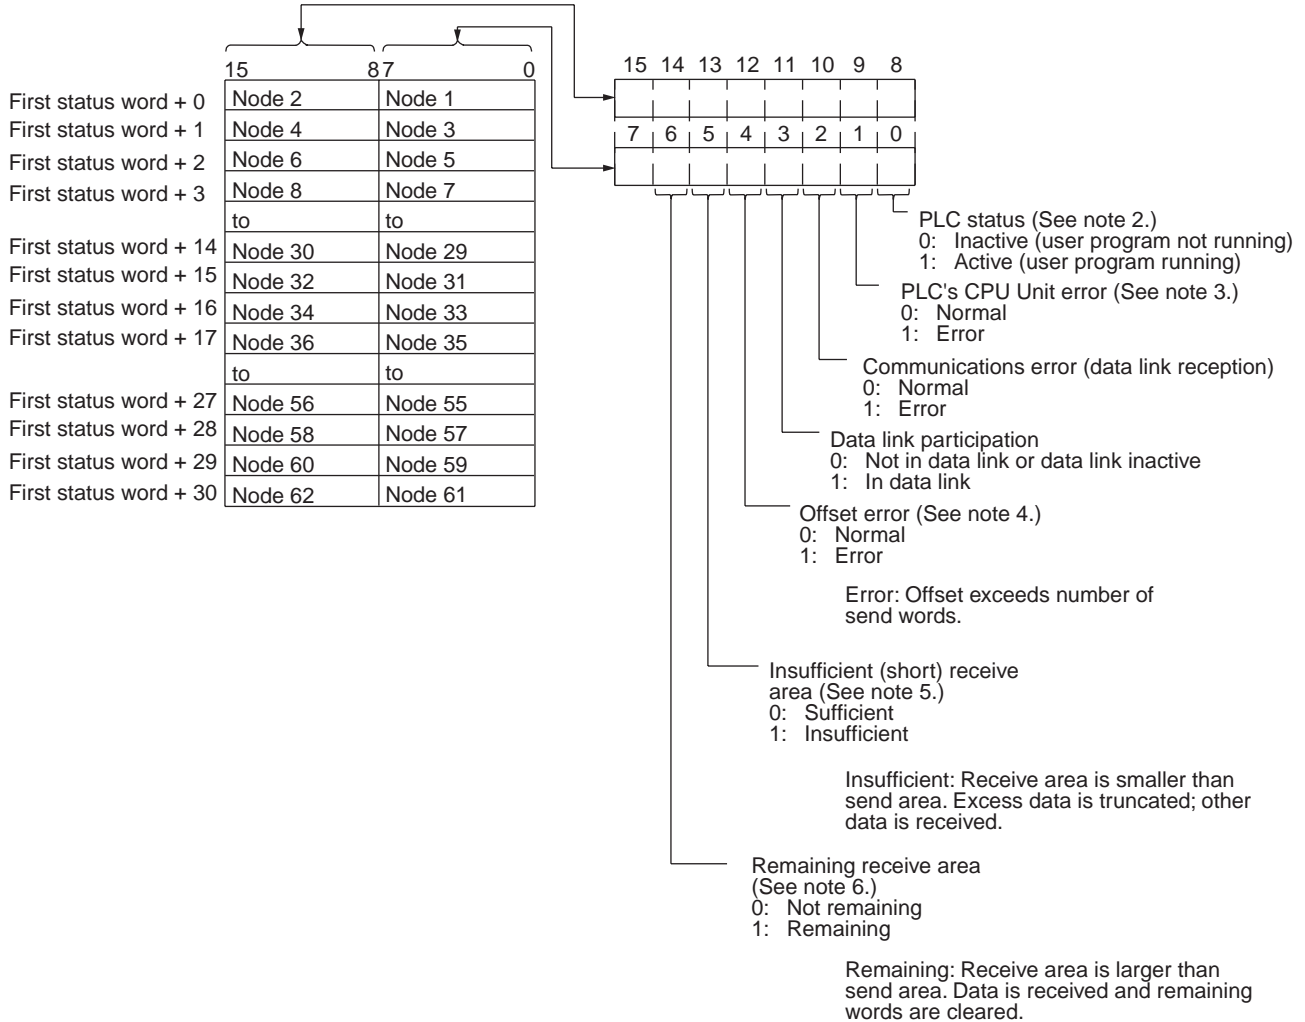 15 8 7 0
First status word + 0 Node 2 Node 1
First status word + 1 Node 4 Node 3
First status word + 2 Node 6 Node 5
First status word + 3 Node 8 Node 7
to to
First status word + 14 Node 30 Node 29
First status word + 15 Node 32 Node 31
First status word + 16 Node 34 Node 33
First status word + 17 Node 36 Node 35
to to
First status word + 27 Node 56 Node 55
First status word + 28 Node 58 Node 57
First status word + 29 Node 60 Node 59
First status word + 30 Node 62 Node 61
15 14 13 12 11 10 9 8
7 6 5 4 3 2 1 0
PLC status (See note 2.)
0: Inactive (user program not running)
1: Active (user program running)
PLC's CPU Unit error (See note 3.)
0: Normal
1: Error
Communications error (data link reception)
0: Normal
1: Error
Data link participation
0: Not in data link or data link inactive
1: In data link
Offset error (See note 4.)
0: Normal
1: Error
Error: Offset exceeds number of
send words.
Insufficient (short) receive
area (See note 5.)
0: Sufficient
1: Insufficient
Insufficient: Receive area is smaller than
send area. Excess data is truncated; other
data is received.
Remaining receive area
(See note 6.)
0: Not remaining
1: Remaining
Remaining: Receive area is larger than
send area. Data is received and remaining
words are cleared.